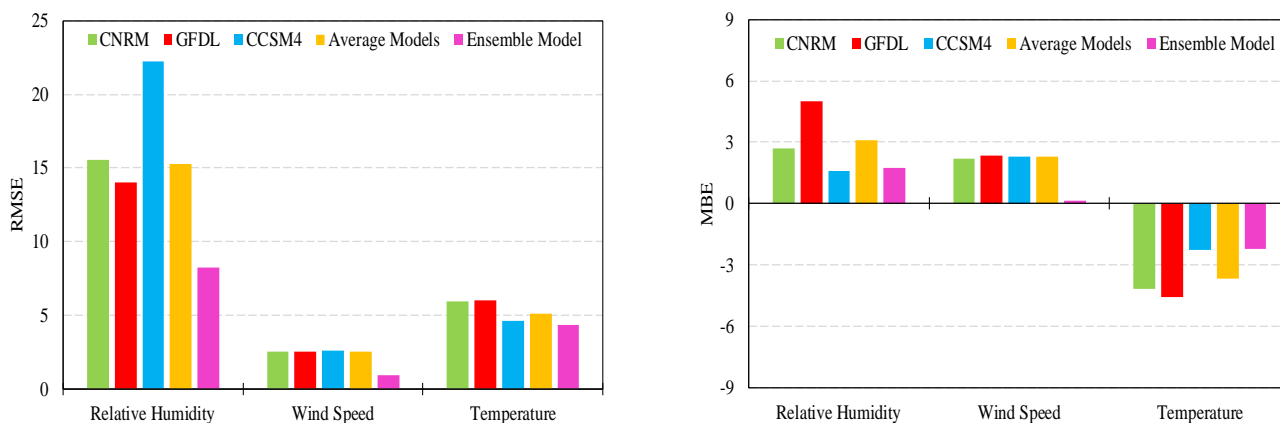 25
20
15
10
5
0
RMSE
CNRM GFDL CCSM4 Average Models Ensemble Model
Relative Humidity Wind Speed Temperature
9
6
3
0
-3
-6
-9
MBE
CNRM GFDL CCSM4 Average Models Ensemble Model
Relative Humidity Wind Speed Temperature